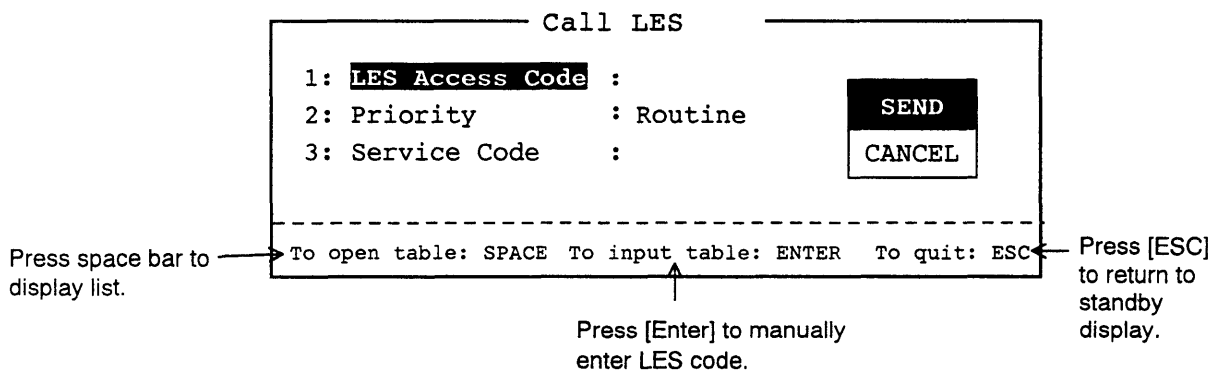 Call LES
1: LES Access Code :
2: Priority : Routine
3: Service Code :
SEND
CANCEL
To open table: SPACE To input table: ENTER To quit: ESC
Press space bar to
display list.
Press [Enter] to manually
enter LES code.
Press [ESC]
to return to
standby
display.